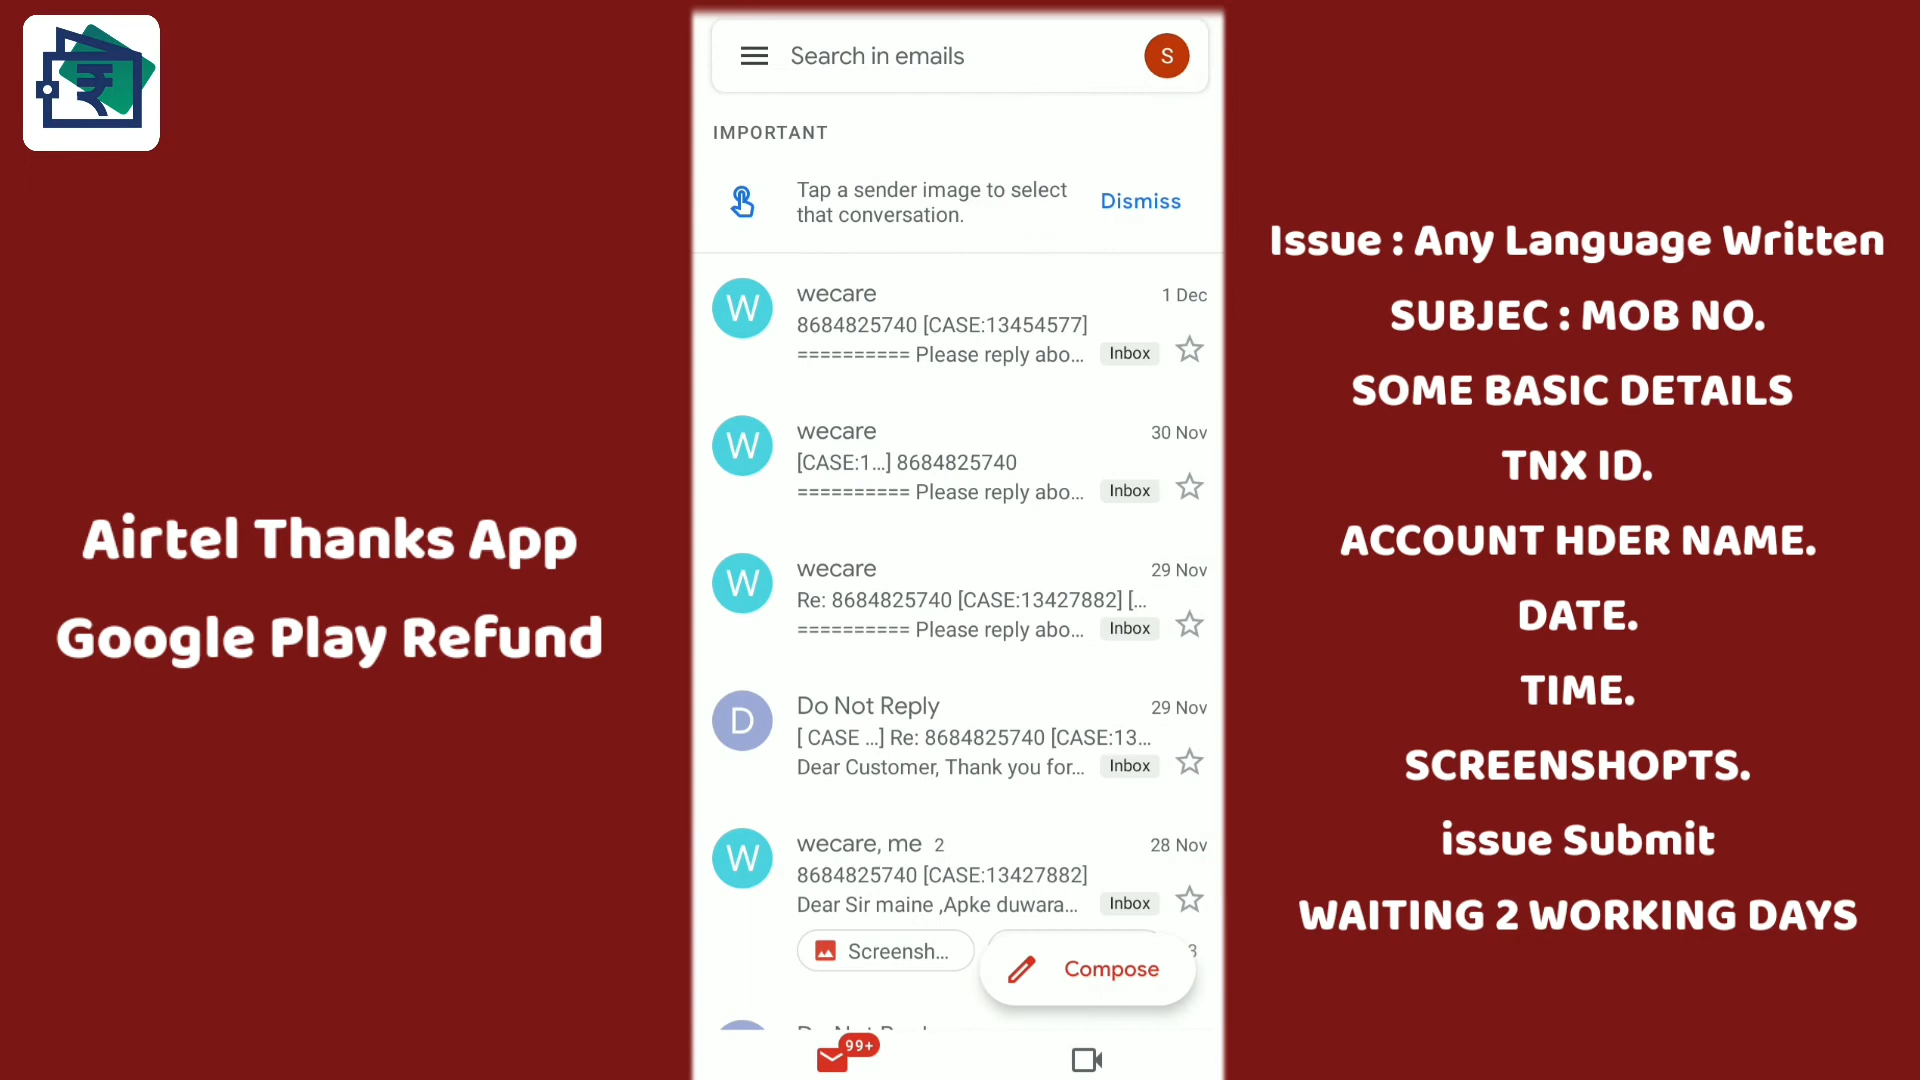 Airtel Thanks App
Google Play Refund
Search in emails
S
IMPORTANT
Tap a sender image to select
that conversation.
Dismiss
W
wecare
1 Dec
8684825740 [CASE:13454577]
========== Please reply abo...
Inbox
W
wecare
30 Nov
[CASE:1...] 8684825740
========== Please reply abo...
Inbox
W
wecare
29 Nov
Re: 8684825740 [CASE:13427882] [...
========== Please reply abo...
Inbox
D
Do Not Reply
29 Nov
[ CASE ...] Re: 8684825740 [CASE:13...
Dear Customer, Thank you for...
Inbox
W
wecare, me 2
28 Nov
8684825740 [CASE:13427882]
Dear Sir maine ,Apke duwara...
Inbox
Screensh...
3
Compose
99+
Issue : Any Language Written
SUBJEC : MOB NO.
SOME BASIC DETAILS
TNX ID.
ACCOUNT HDER NAME.
DATE.
TIME.
SCREENSHOPTS.
issue Submit
WAITING 2 WORKING DAYS